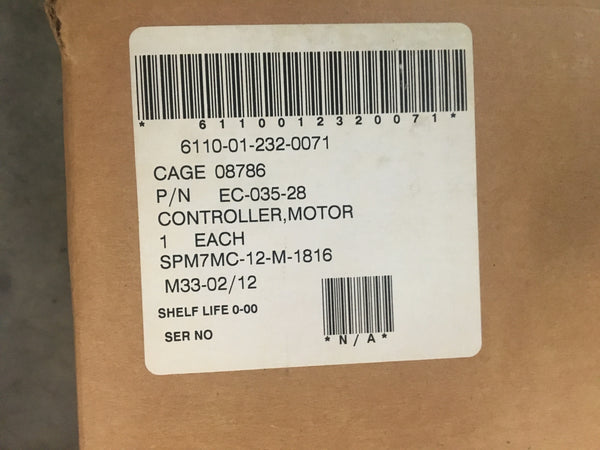 * 6110012320071 *
6110-01-232-0071
CAGE 08786
P/N EC-035-28
CONTROLLER,MOTOR
1 EACH
SPM7MC-12-M-1816
M33-02/12
SHELF LIFE 0-00
SER NO
* N / A *